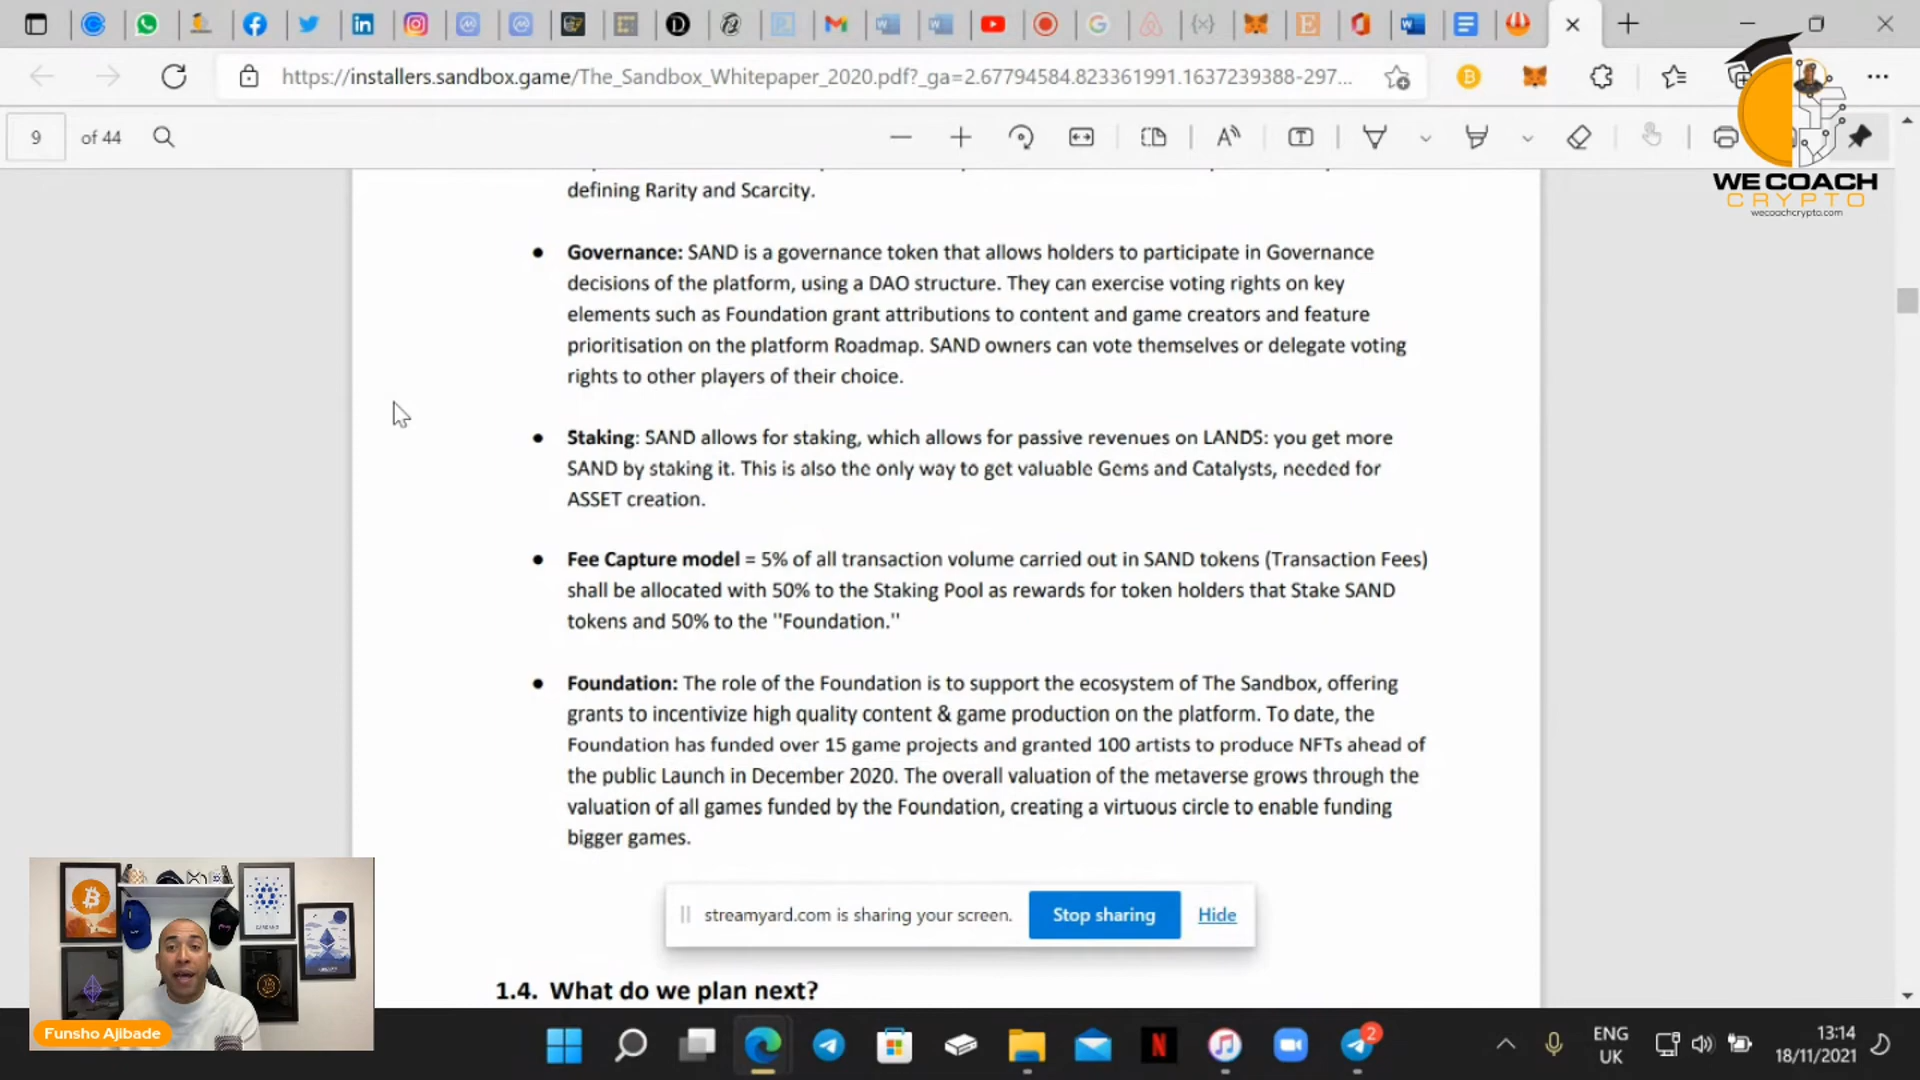 https://installers.sandbox.game/The_Sandbox_Whitepaper_2020.pdf?_ga=2.67794584.823361991.1637239388-297...
9 of 44
WE COACH
CRYPTO
wecoachcrypto.com
defining Rarity and Scarcity.
● Governance: SAND is a governance token that allows holders to participate in Governance
decisions of the platform, using a DAO structure. They can exercise voting rights on key
elements such as Foundation grant attributions to content and game creators and feature
prioritisation on the platform Roadmap. SAND owners can vote themselves or delegate voting
rights to other players of their choice.
● Staking: SAND allows for staking, which allows for passive revenues on LANDS: you get more
SAND by staking it. This is also the only way to get valuable Gems and Catalysts, needed for
ASSET creation.
● Fee Capture model = 5% of all transaction volume carried out in SAND tokens (Transaction Fees)
shall be allocated with 50% to the Staking Pool as rewards for token holders that Stake SAND
tokens and 50% to the "Foundation."
● Foundation: The role of the Foundation is to support the ecosystem of The Sandbox, offering
grants to incentivize high quality content & game production on the platform. To date, the
Foundation has funded over 15 game projects and granted 100 artists to produce NFTs ahead of
the public Launch in December 2020. The overall valuation of the metaverse grows through the
valuation of all games funded by the Foundation, creating a virtuous circle to enable funding
bigger games.
streamyard.com is sharing your screen. Stop sharing Hide
1.4. What do we plan next?
Funsho Ajibade
2
ENG
UK
13:14
18/11/2021